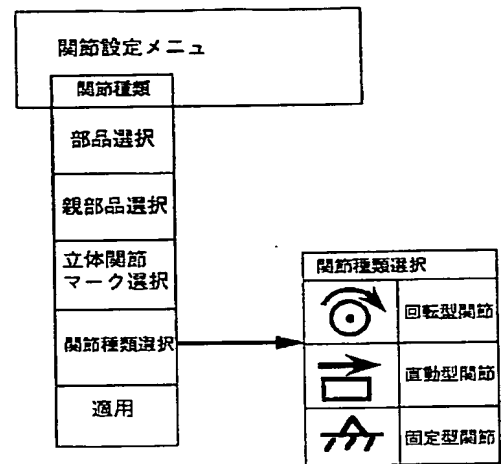 関節設定メニュー
関節種類
部品選択
親部品選択
立体関節
マーク選択
関節種類選択
適用
関節種類選択
回転型関節
直動型関節
固定型関節